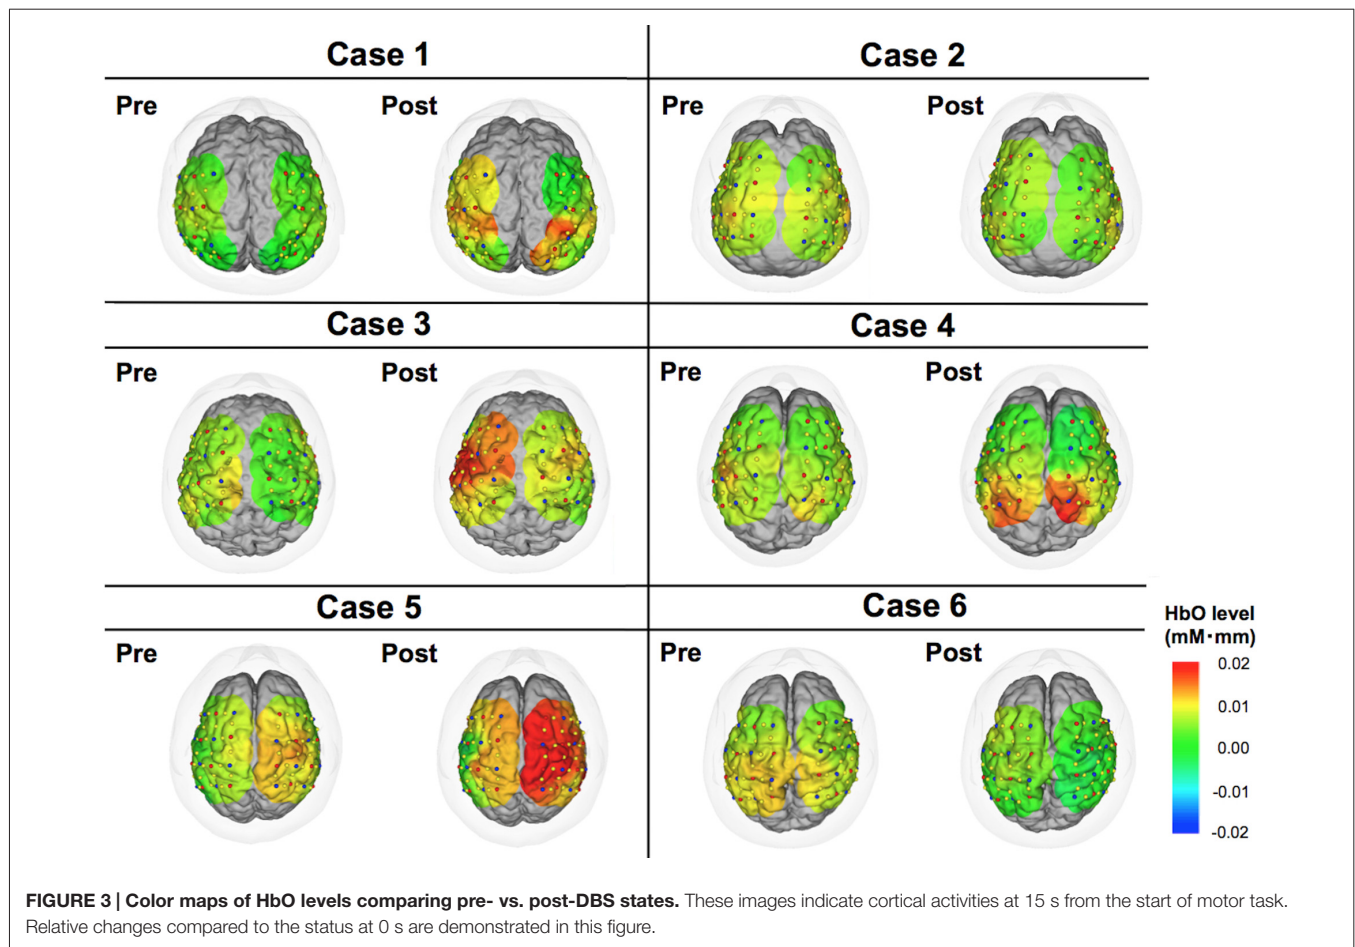 Case 1
Case 2
Pre
Post
Pre
Post
Case 3
Case 4
Pre
Post
Pre
Post
Case 5
Case 6
Pre
Post
Pre
Post
HbO level
(mM·mm)
0.02
0.01
0.00
-0.01
-0.02
FIGURE 3 | Color maps of HbO levels comparing pre- vs. post-DBS states. These images indicate cortical activities at 15 s from the start of motor task.
Relative changes compared to the status at 0 s are demonstrated in this figure.